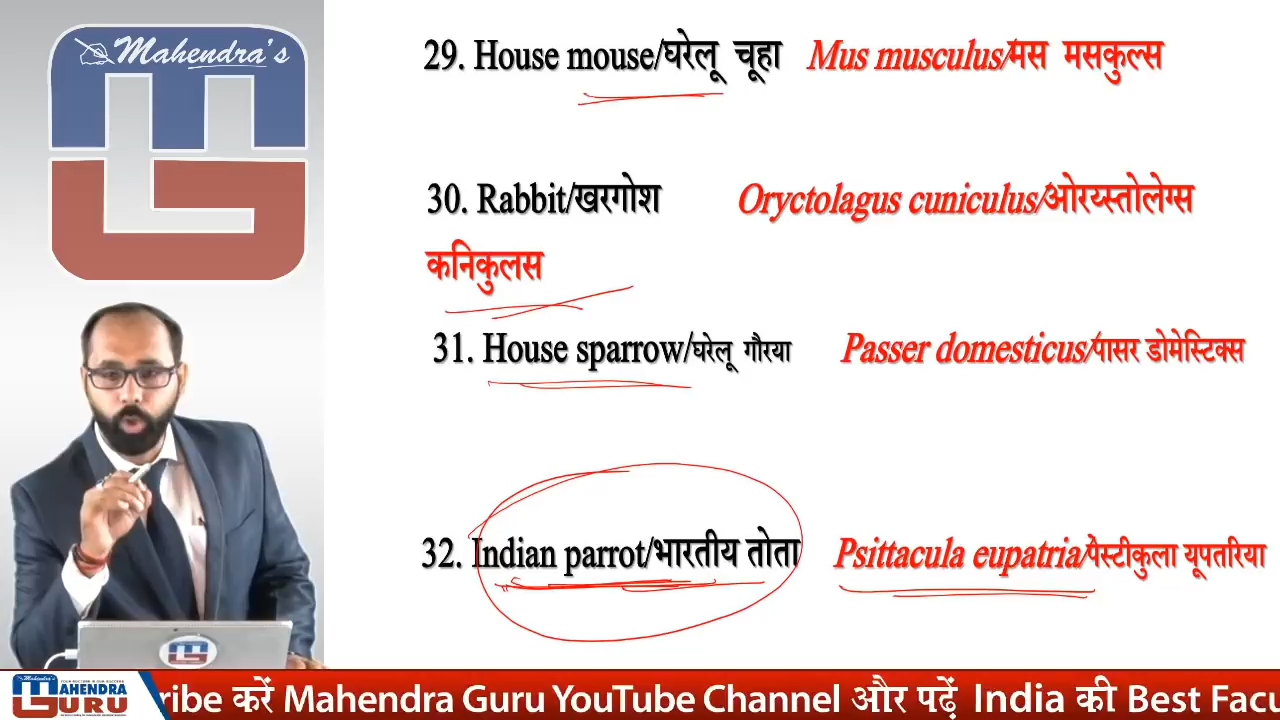 Mahendra's
29. House mouse/घरेलू चूहा Mus musculus/मस मसकुल्स
30. Rabbit/खरगोश Oryctolagus cuniculus/ओरय्स्तोलेग्स
कनिकुलस
31. House sparrow/घरेलू गौरया Passer domesticus/पासर डोमेस्टिक्स
32. Indian parrot/भारतीय तोता Psittacula eupatria/पेस्टीकुला यूपतरिया
Mahendra's
MAHENDRA
GURU
ribe करें Mahendra Guru YouTube Channel और पढ़ें India की Best Facu